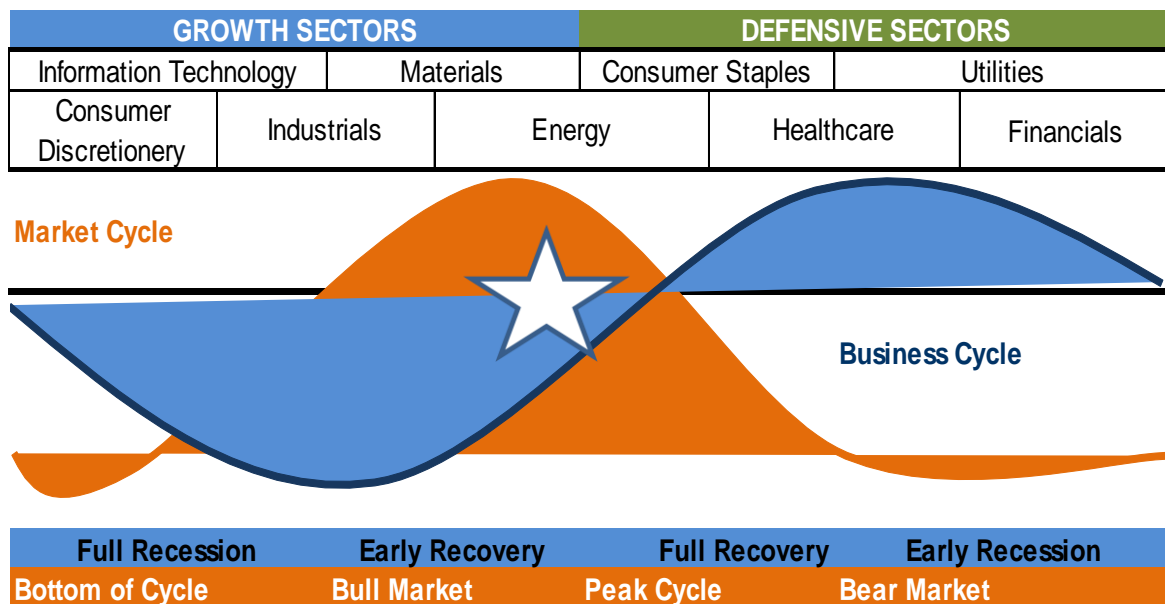 GROWTH SECTORS DEFENSIVE SECTORS
Information Technology Materials Consumer Staples Utilities
Consumer
Discretionery Industrials Energy Healthcare Financials
Market Cycle
Business Cycle
Full Recession Early Recovery Full Recovery Early Recession
Bottom of Cycle Bull Market Peak Cycle Bear Market